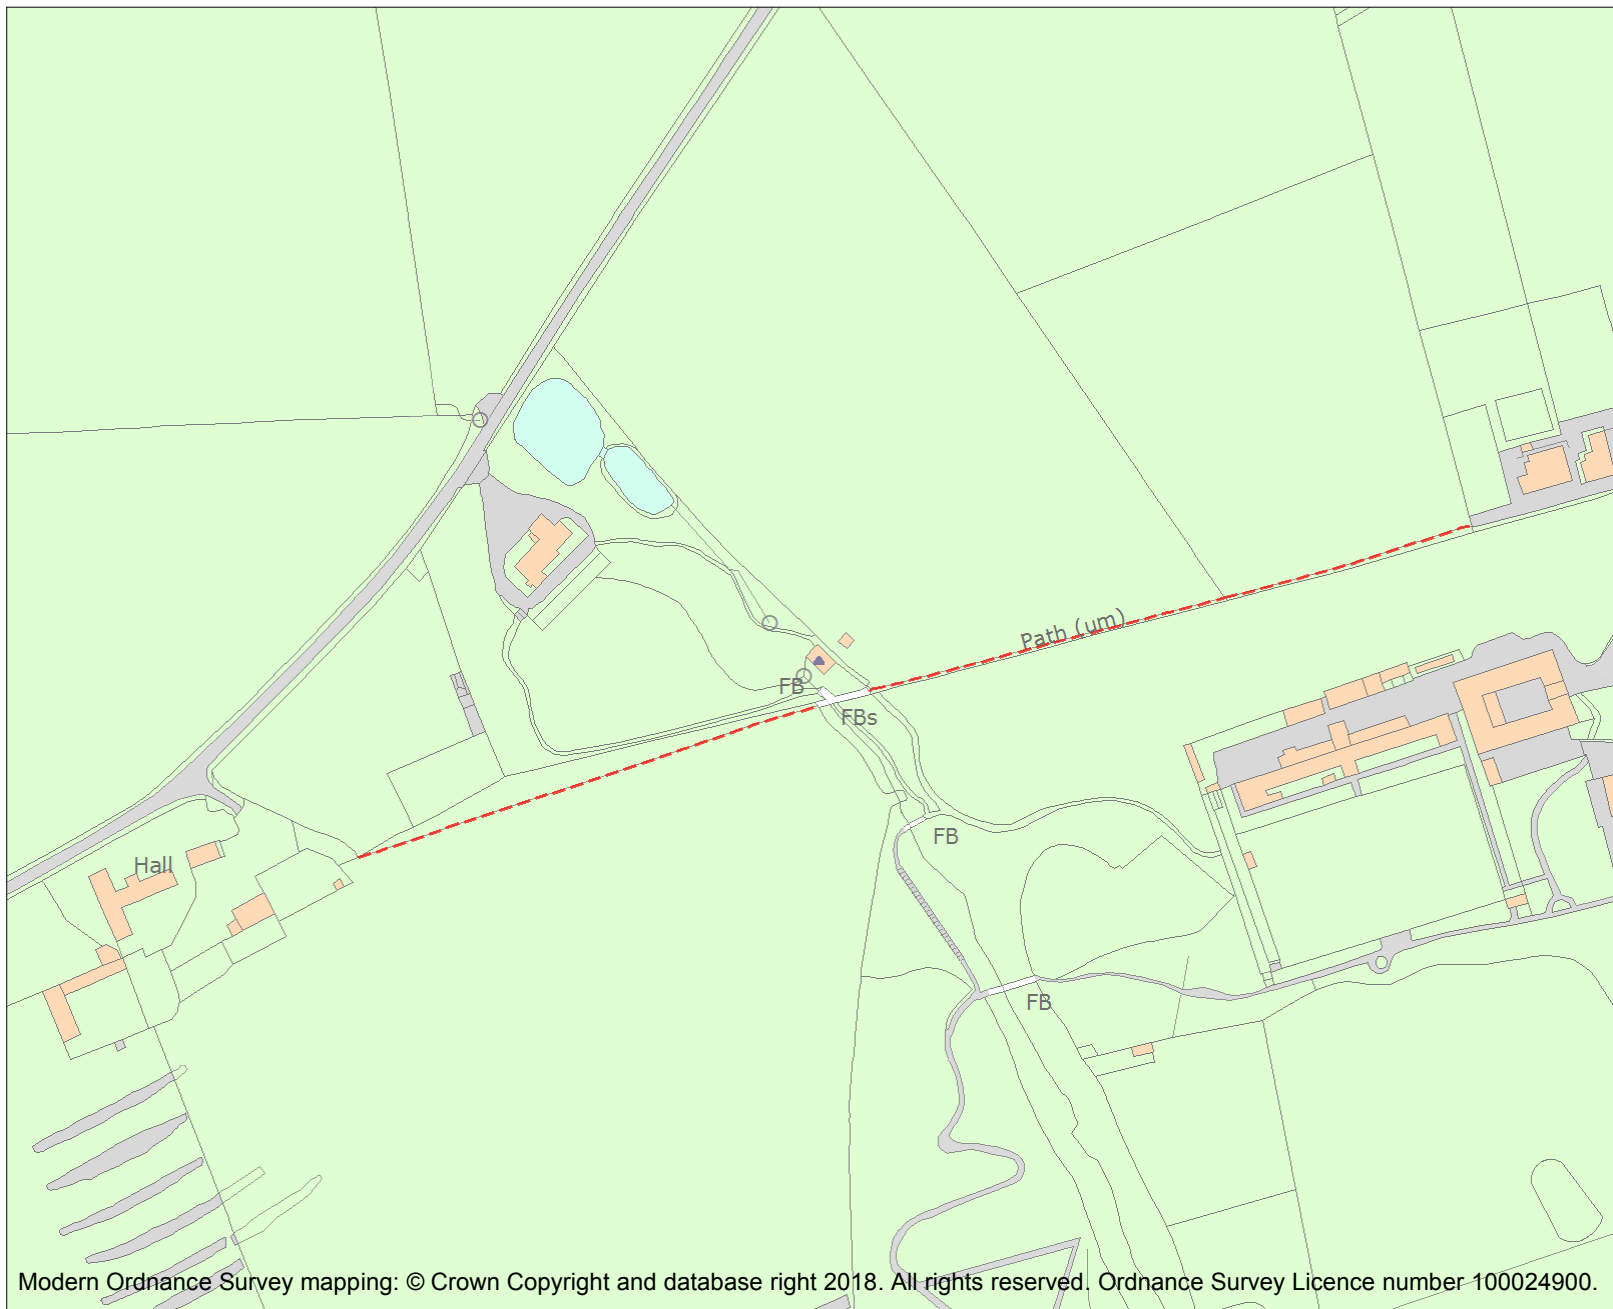 Path (um)
FB
FBs
FB
Hall
FB
Modern Ordnance Survey mapping: © Crown Copyright and database right 2018. All rights reserved. Ordnance Survey Licence number 100024900.